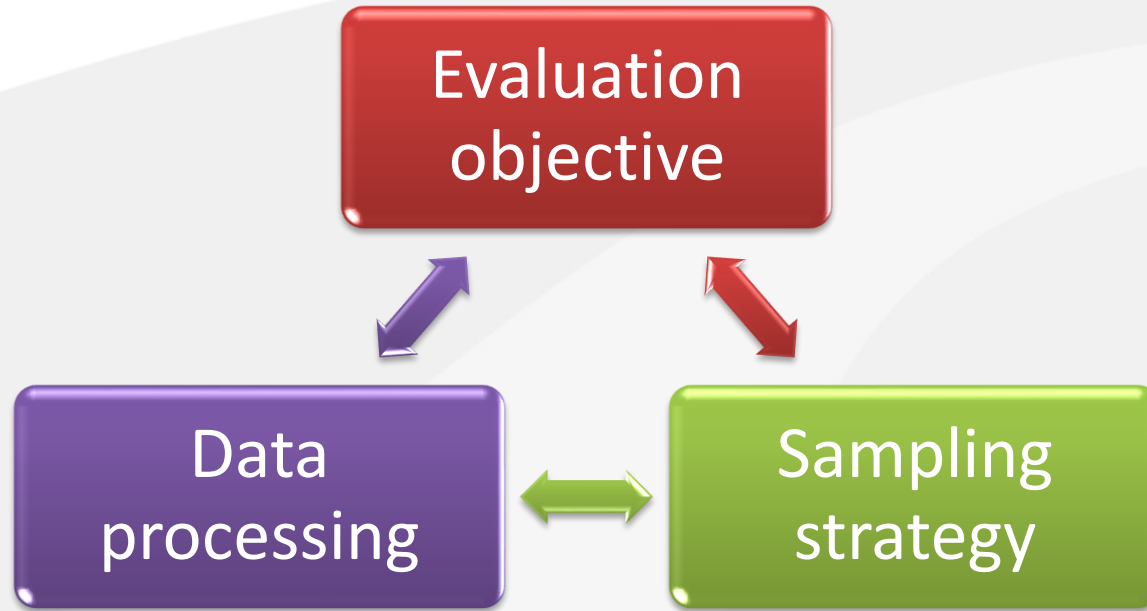 Evaluation
objective
Data
processing
Sampling
strategy